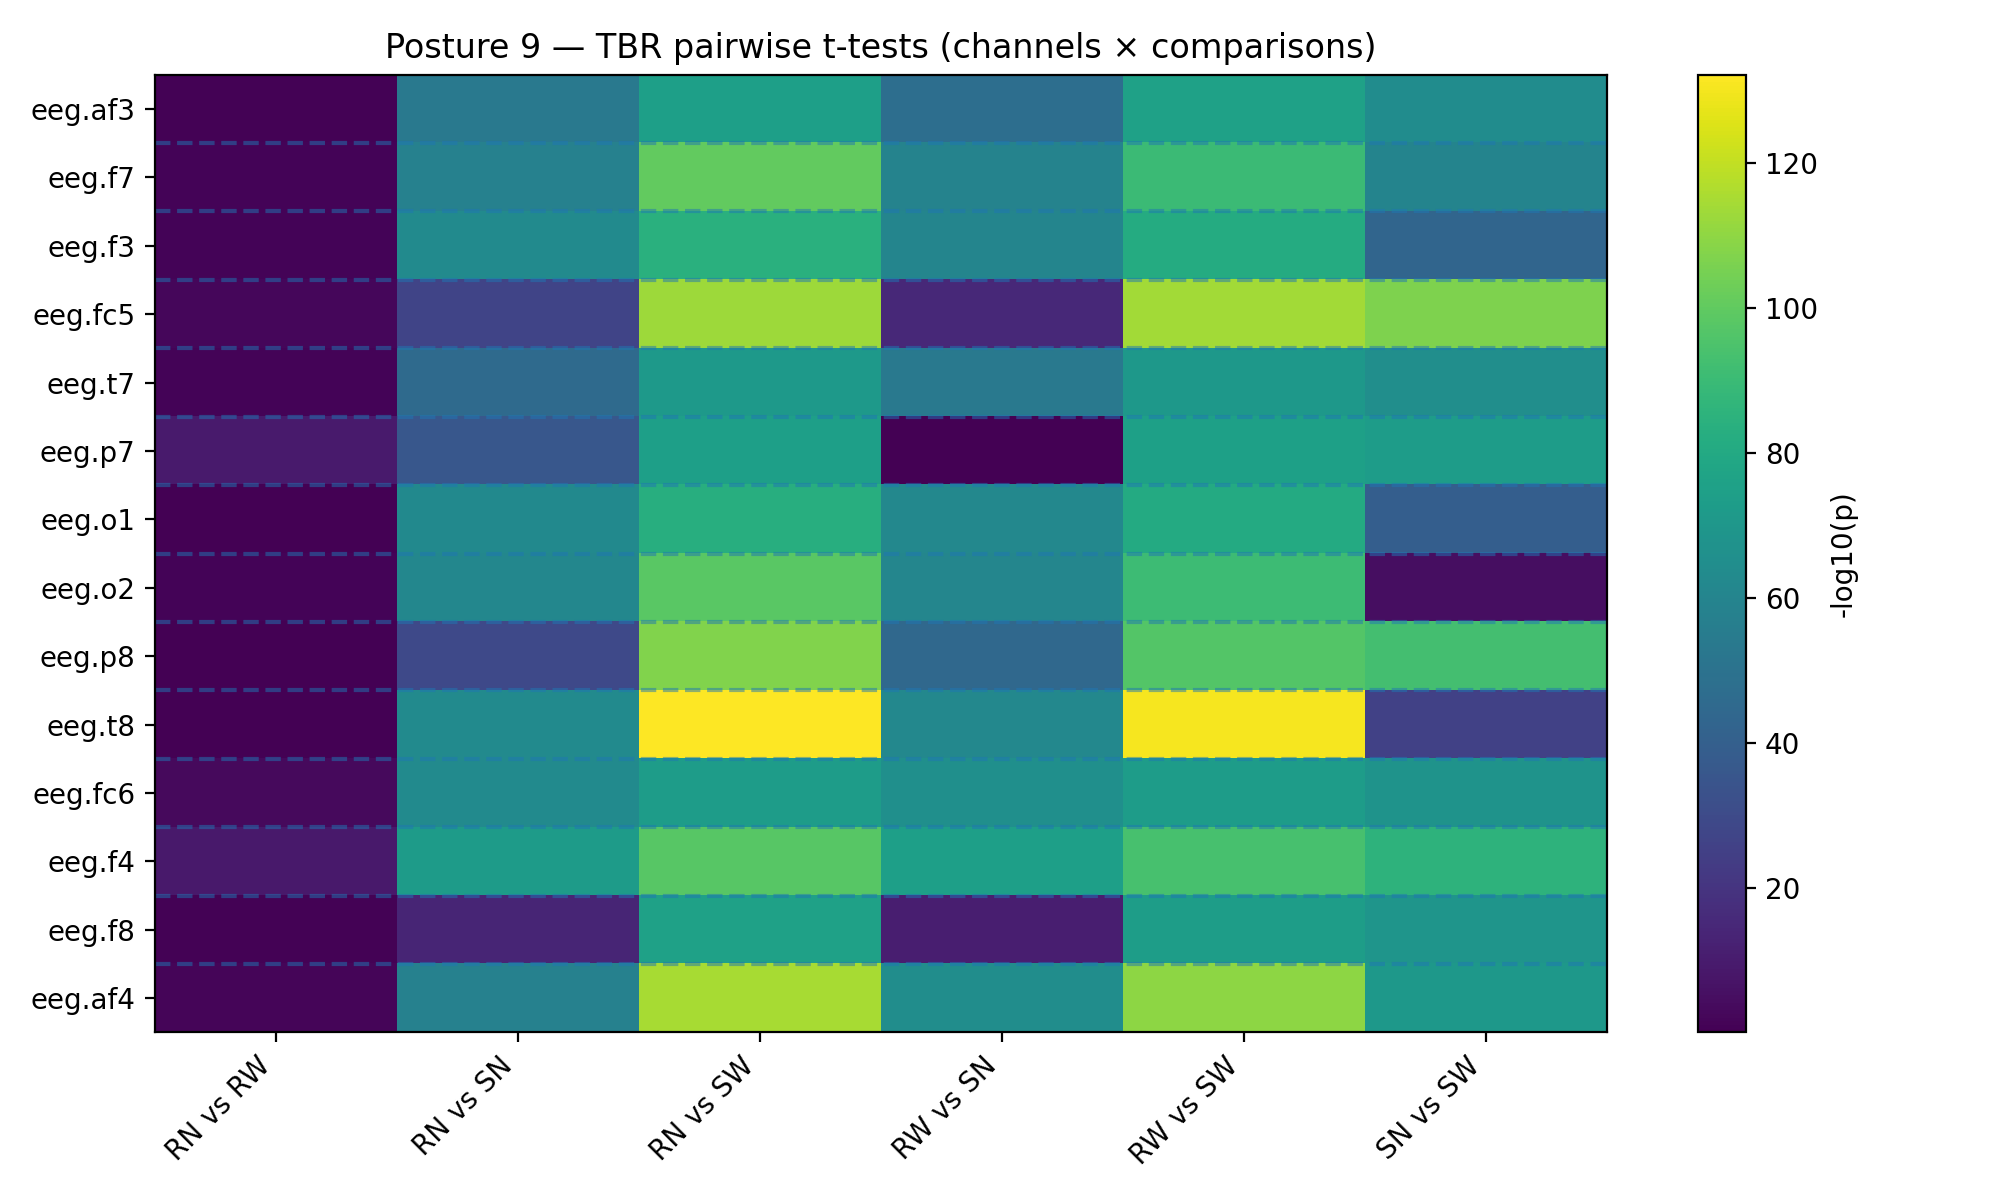 Posture 9 — TBR pairwise t-tests (channels × comparisons)
eeg.af3
eeg.f7
eeg.f3
eeg.fc5
eeg.t7
eeg.p7
eeg.o1
eeg.o2
eeg.p8
eeg.t8
eeg.fc6
eeg.f4
eeg.f8
eeg.af4
RN vs RW
RN vs SN
RN vs SW
RW vs SN
RW vs SW
SN vs SW
120
100
80
60
40
20
-log10(p)